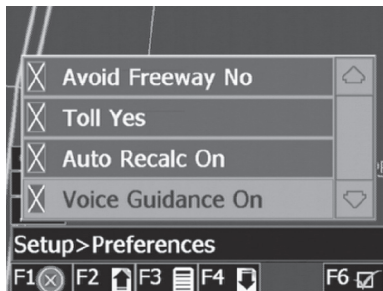 Avoid Freeway No
Toll Yes
Auto Recalc On
Voice Guidance On
Setup>Preferences
F1 F2 F3 F4 F6